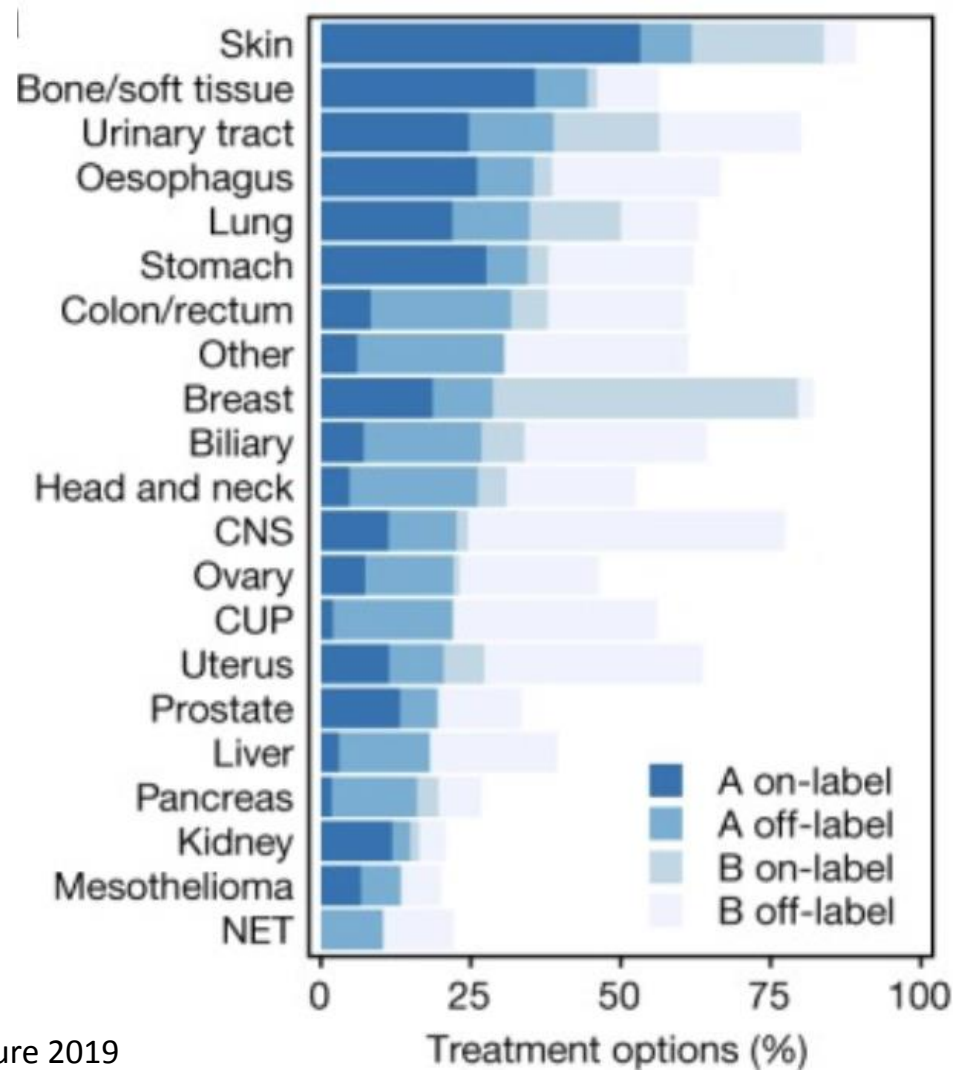 Skin
Bone/soft tissue
Urinary tract
Oesophagus
Lung
Stomach
Colon/rectum
Other
Breast
Biliary
Head and neck
CNS
Ovary
CUP
Uterus
Prostate
Liver
Pancreas
Kidney
Mesothelioma
NET
A on-label
A off-label
B on-label
B off-label
0 25 50 75 100
Treatment options (%)
ure 2019